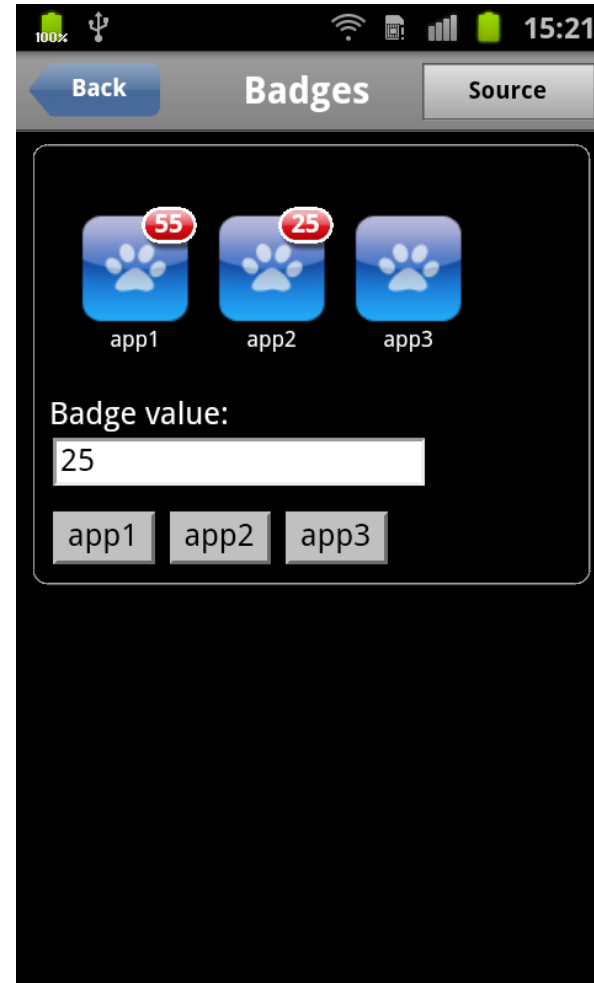 100% 15:21
Back Badges Source
55 25
app1 app2 app3
Badge value:
25
app1 app2 app3